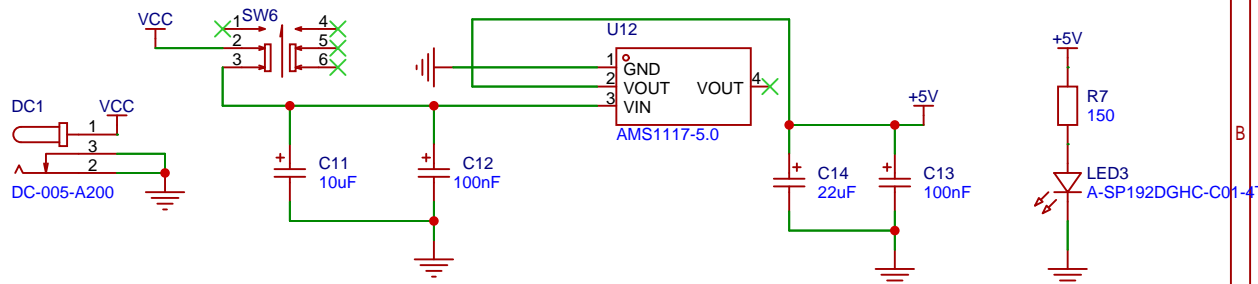 VCC
SW6
1
2
3
4
5
6
DC1
VCC
1
3
2
DC-005-A200
C11
10uF
C12
100nF
U12
1
2
3
GND
VOUT
VIN
VOUT
4
AMS1117-5.0
+5V
C14
22uF
C13
100nF
+5V
R7
150
LED3
A-SP192DGHC-C01-4T
B